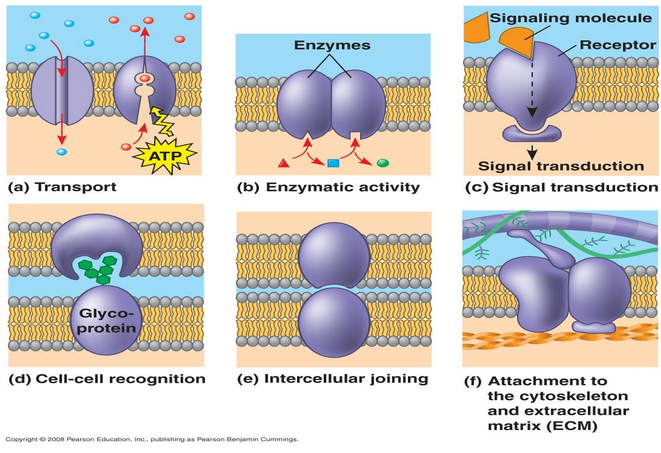 ATP
(a) Transport
Enzymes
(b) Enzymatic activity
Signaling molecule
Receptor
Signal transduction
(c) Signal transduction
Glyco-
protein
(d) Cell-cell recognition
(e) Intercellular joining
(f) Attachment to
the cytoskeleton
and extracellular
matrix (ECM)
Copyright © 2008 Pearson Education, Inc., publishing as Pearson Benjamin Cummings.